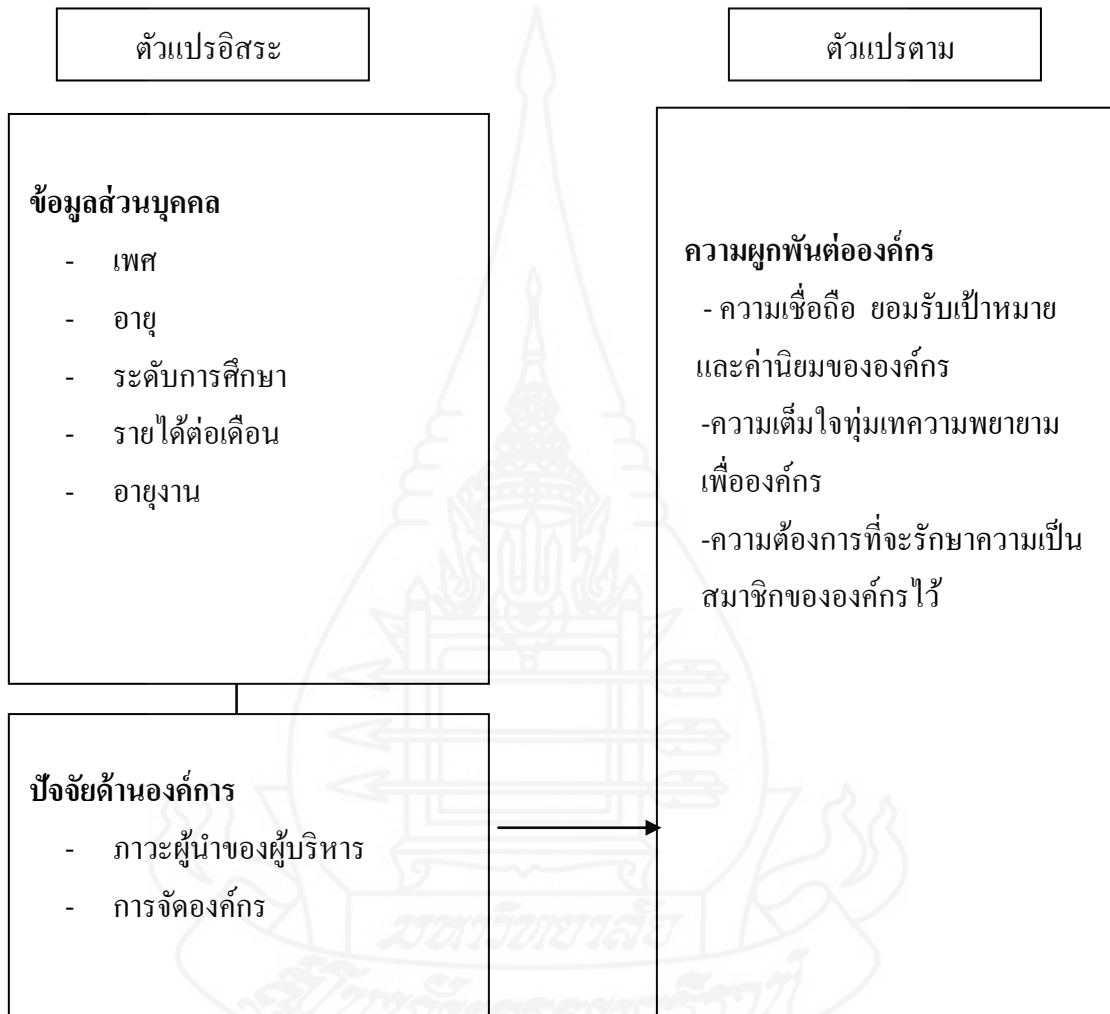 ตัวแปรอิสระ
ตัวแปรตาม
ข้อมูลส่วนบุคคล
- เพศ
- อายุ
- ระดับการศึกษา
- รายได้ต่อเดือน
- อายุงาน
ปัจจัยด้านองค์การ
- ภาวะผู้นำของผู้บริหาร
- การจัดองค์กร
ความผูกพันต่อองค์กร
- ความเชื่อถือ ยอมรับเป้าหมาย
และค่านิยมขององค์กร
-ความเต็มใจทุ่มเทความพยายาม
เพื่อองค์กร
-ความต้องการที่จะรักษาความเป็น
สมาชิกขององค์กรไว้
มหาวิทยาลัย